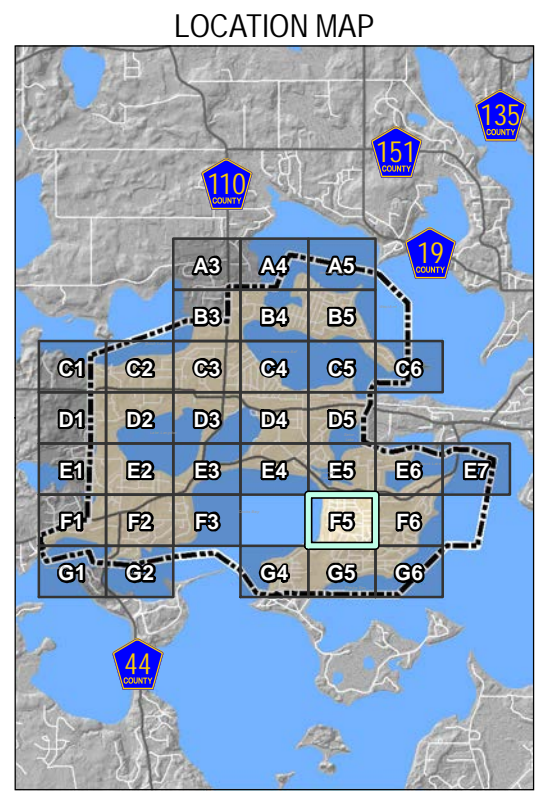 LOCATION MAP
135
COUNTY
151
COUNTY
110
COUNTY
19
COUNTY
A3 A4 A5
B3 B4 B5
C1 C2 C3 C4 C5 C6
D1 D2 D3 D4 D5
E1 E2 E3 E4 E5 E6 E7
F1 F2 F3 F5 F6
G1 G2 G4 G5 G6
44
COUNTY